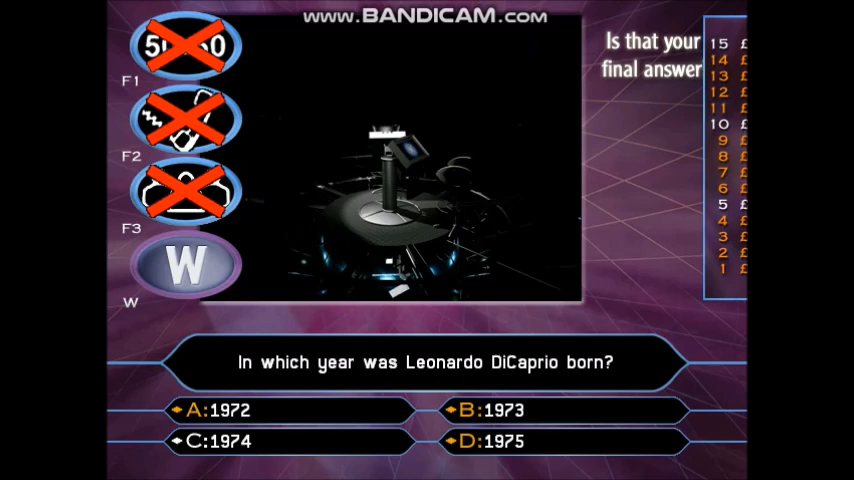 www.BANDICAM.com
Is that your
final answer
F1
F2
F3
W
W
15 £
14 £
13 £
12 £
11 £
10 £
9 £
8 £
7 £
6 £
5 £
4 £
3 £
2 £
1 £
In which year was Leonardo DiCaprio born?
A:1972
B:1973
C:1974
D:1975